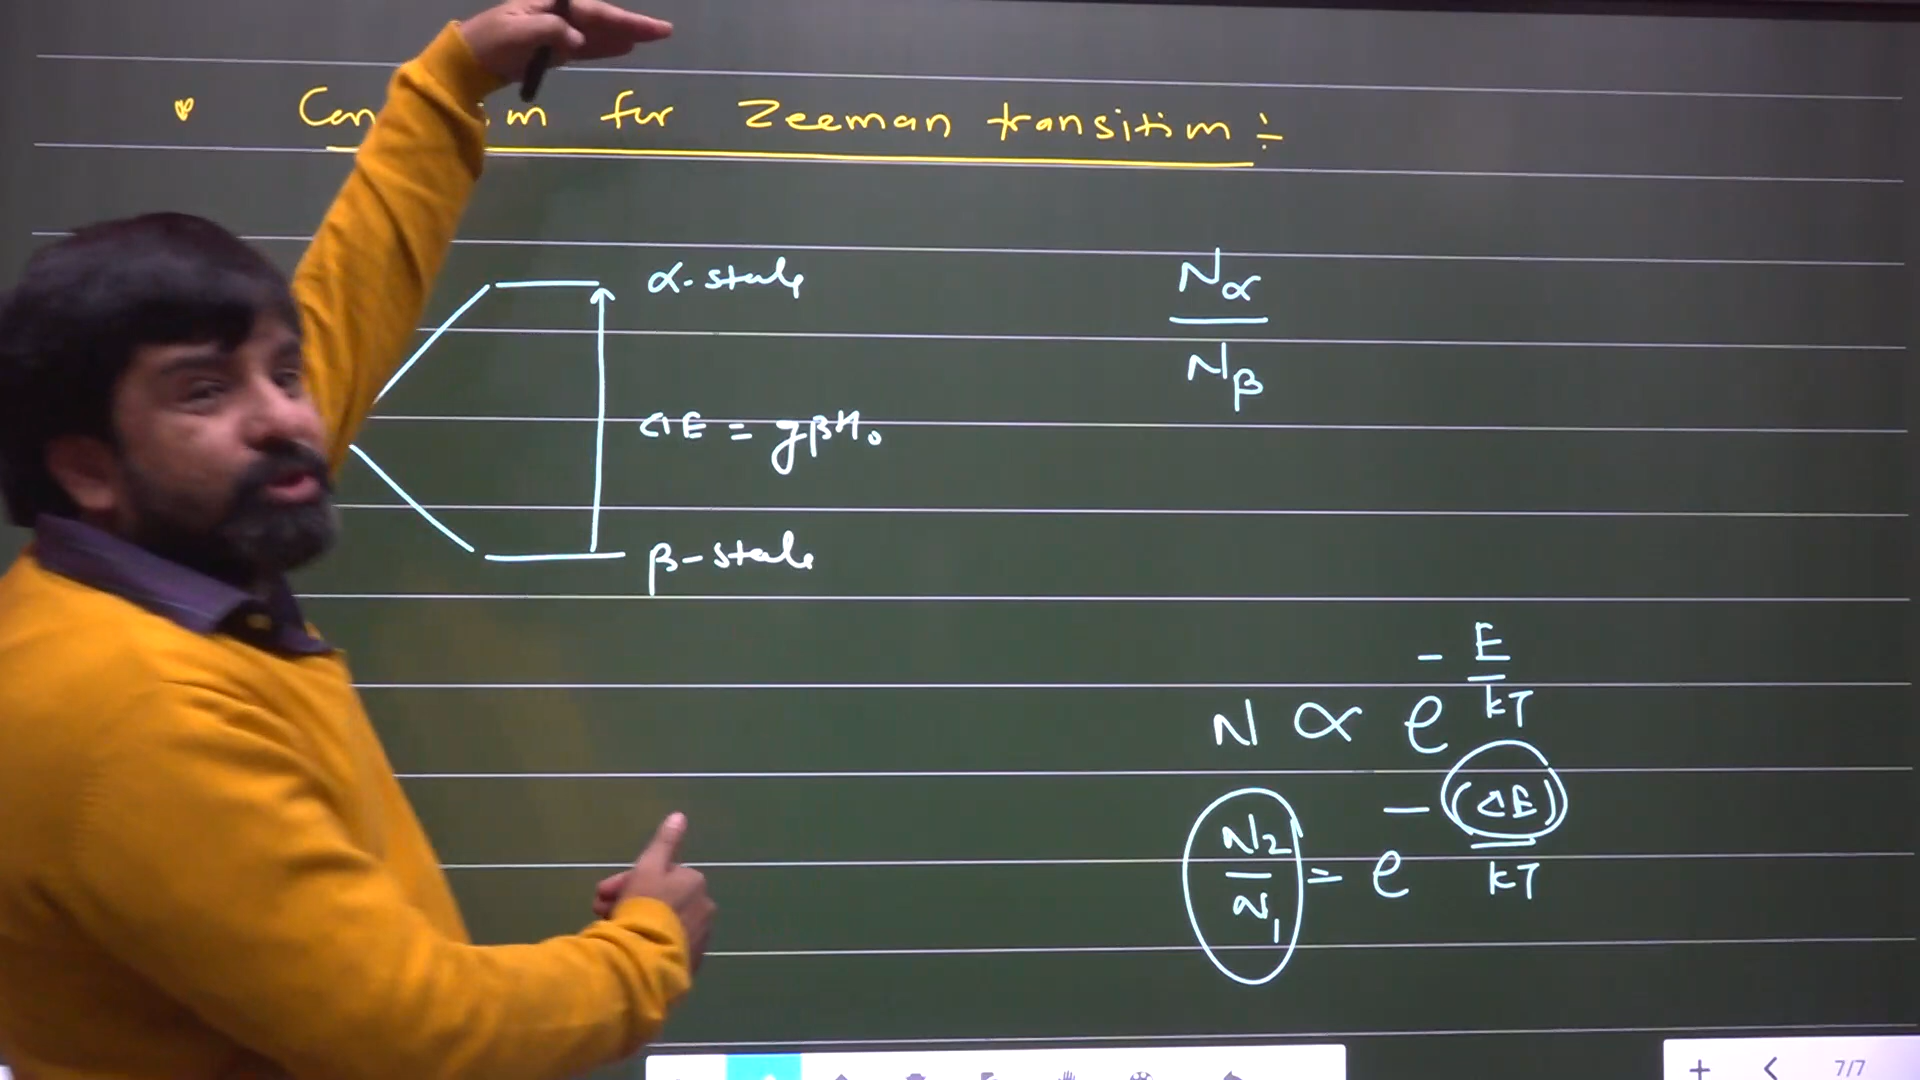 for Zeeman transition :-
α-state
Nα
Nβ
ΔE = gβH₀
β-state
N ∝ e^(-E/kT)
N₂/N₁ = e^(-(ΔE)/kT)
7/7